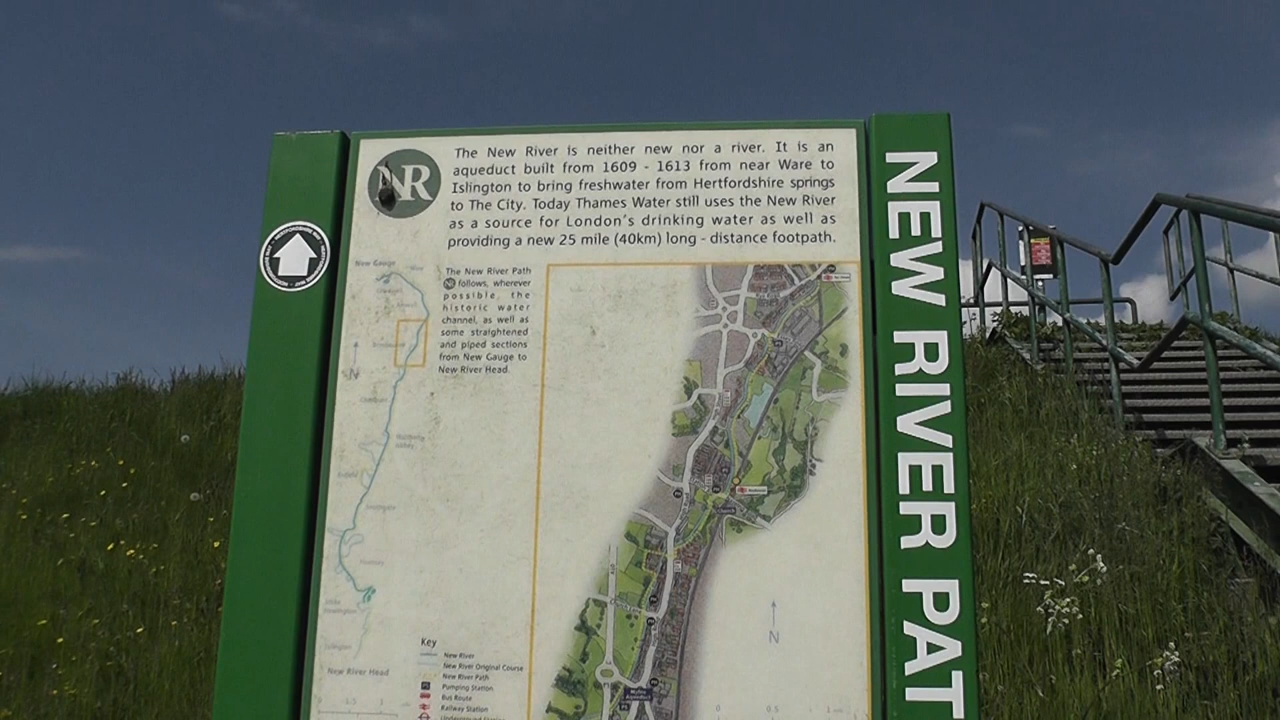 NR
The New River is neither new nor a river. It is an
aqueduct built from 1609 - 1613 from near Ware to
Islington to bring freshwater from Hertfordshire springs
to The City. Today Thames Water still uses the New River
as a source for London's drinking water as well as
providing a new 25 mile (40km) long - distance footpath.
NEW RIVER PAT
New Gauge
The New River Path
NR follows, wherever
possible, the
historic water
channel, as well as
some straightened
and piped sections
from New Gauge to
New River Head.
N
New River Head
Key
New River
New River Original Course
New River Path
Pumping Station
Bus Route
Railway Station
N
0 0.5 1